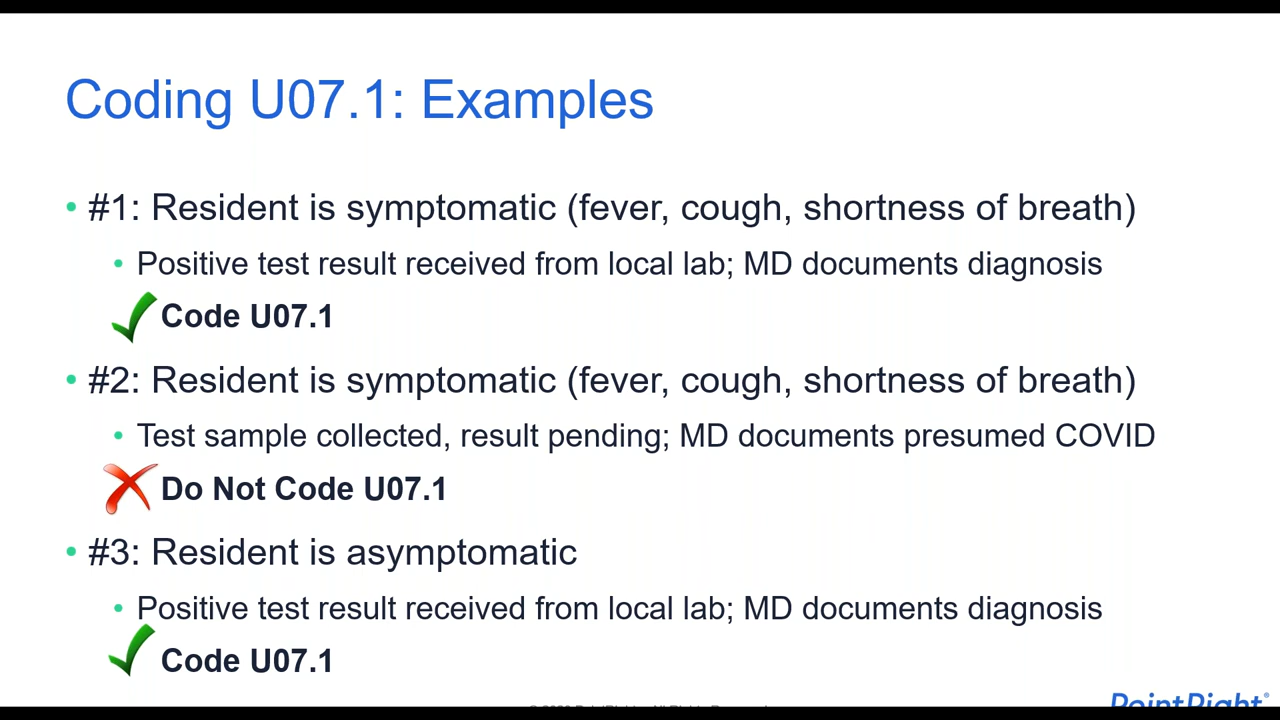 Coding U07.1: Examples
• #1: Resident is symptomatic (fever, cough, shortness of breath)
• Positive test result received from local lab; MD documents diagnosis
Code U07.1
• #2: Resident is symptomatic (fever, cough, shortness of breath)
• Test sample collected, result pending; MD documents presumed COVID
Do Not Code U07.1
• #3: Resident is asymptomatic
• Positive test result received from local lab; MD documents diagnosis
Code U07.1
PointRight®